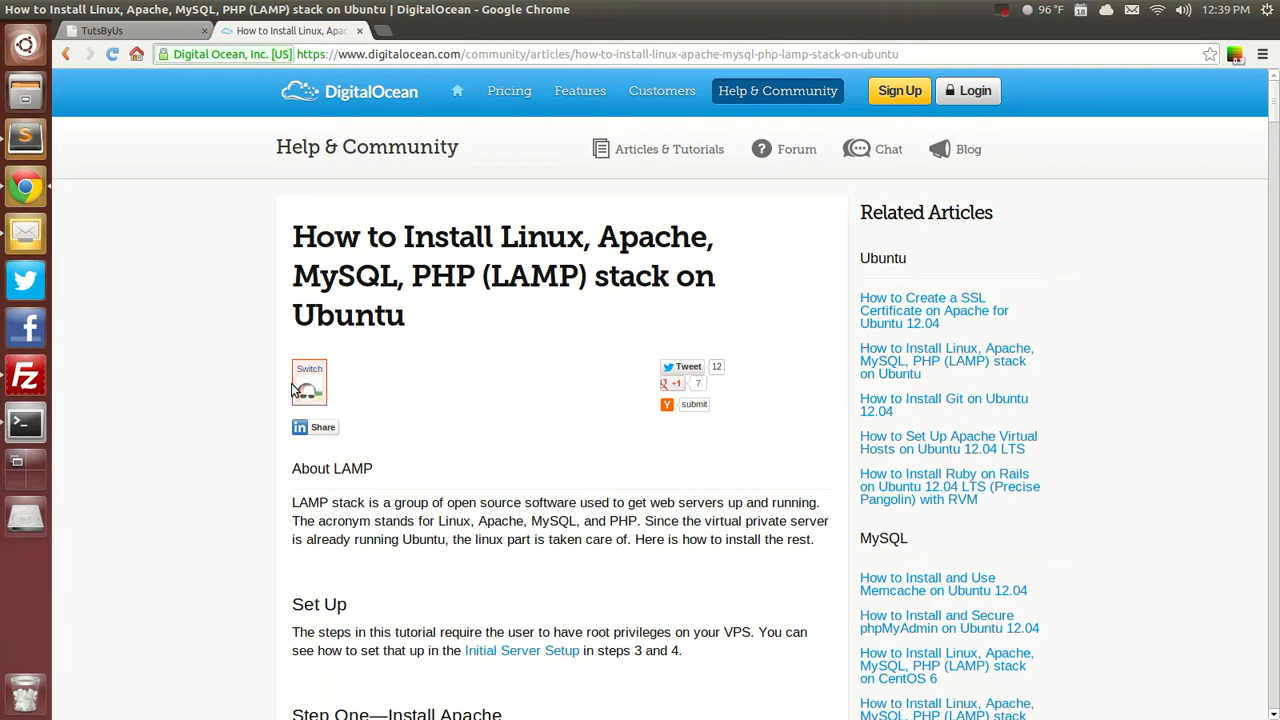 How to Install Linux, Apache, MySQL, PHP (LAMP) stack on Ubuntu | DigitalOcean - Google Chrome
96°F
18
12:39 PM
TutsByUs
How to Install Linux, Apac
Digital Ocean, Inc. [US]
https://www.digitalocean.com/community/articles/how-to-install-linux-apache-mysql-php-lamp-stack-on-ubuntu
DigitalOcean
Pricing
Features
Customers
Help & Community
Sign Up
Login
Help & Community
Articles & Tutorials
Forum
Chat
Blog
How to Install Linux, Apache,
MySQL, PHP (LAMP) stack on
Ubuntu
Switch
Tweet
12
+1
7
submit
Share
About LAMP
LAMP stack is a group of open source software used to get web servers up and running.
The acronym stands for Linux, Apache, MySQL, and PHP. Since the virtual private server
is already running Ubuntu, the linux part is taken care of. Here is how to install the rest.
Set Up
The steps in this tutorial require the user to have root privileges on your VPS. You can
see how to set that up in the Initial Server Setup in steps 3 and 4.
Step One—Install Apache
Related Articles
Ubuntu
How to Create a SSL
Certificate on Apache for
Ubuntu 12.04
How to Install Linux, Apache,
MySQL, PHP (LAMP) stack
on Ubuntu
How to Install Git on Ubuntu
12.04
How to Set Up Apache Virtual
Hosts on Ubuntu 12.04 LTS
How to Install Ruby on Rails
on Ubuntu 12.04 LTS (Precise
Pangolin) with RVM
MySQL
How to Install and Use
Memcache on Ubuntu 12.04
How to Install and Secure
phpMyAdmin on Ubuntu 12.04
How to Install Linux, Apache,
MySQL, PHP (LAMP) stack
on CentOS 6
How to Install Linux, Apache,
MySQL, PHP (LAMP) stack